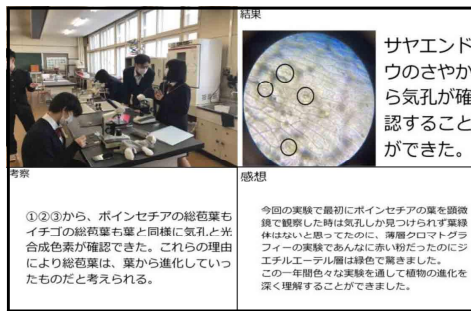 結果
サヤエンド
ウのさやか
ら気孔が確
認すること
ができた。
考察
①②③から、ポインセチアの総苞葉も
イチゴの総苞葉も葉と同様に気孔と光
合成色素が確認できた。これらの理由
により総苞葉は、葉から進化していっ
たものだと考えられる。
感想
今回の実験で最初にポインセチアの葉を顕微
鏡で観察した時は気孔しか見つけられず葉緑
体はないと思ってたのに、薄層クロマトグラ
フィーの実験であんなに赤い粉だったのにジ
エチルエーテル層は緑色で驚きました。
この一年間色々な実験を通して植物の進化を
深く理解することができました。